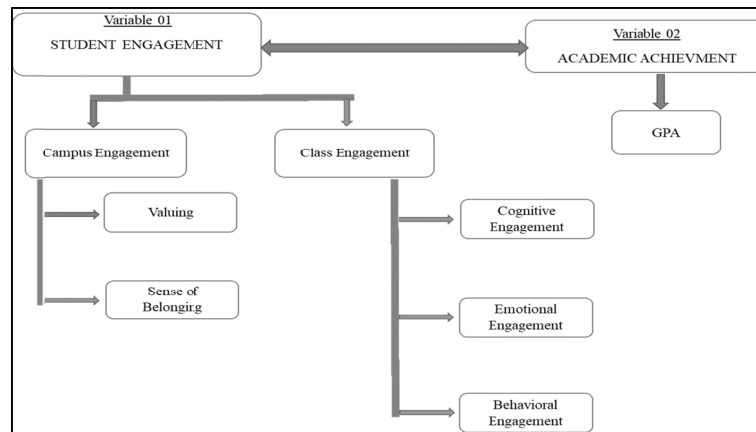 Variable 01
STUDENT ENGAGEMENT
Variable 02
ACADEMIC ACHIEVMENT
GPA
Campus Engagement
Class Engagement
Valuing
Sense of
Belonging
Cognitive
Engagement
Emotional
Engagement
Behavioral
Engagement